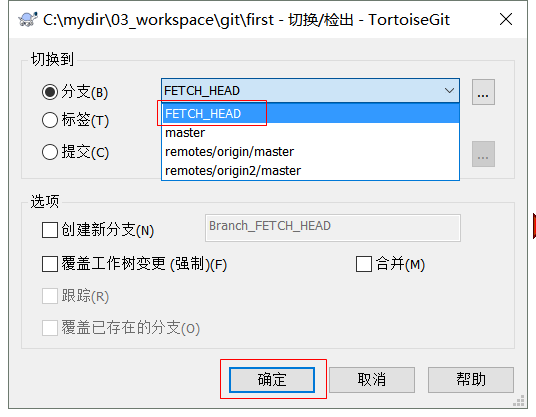 C:\mydir\03_workspace\git\first - 切换/检出 - TortoiseGit
切换到
分支(B)
FETCH_HEAD
...
FETCH_HEAD
标签(T)
master
提交(C)
remotes/origin/master
...
remotes/origin2/master
选项
创建新分支(N)
Branch_FETCH_HEAD
覆盖工作树变更 (强制)(F)
合并(M)
跟踪(R)
覆盖已存在的分支(O)
确定
取消
帮助